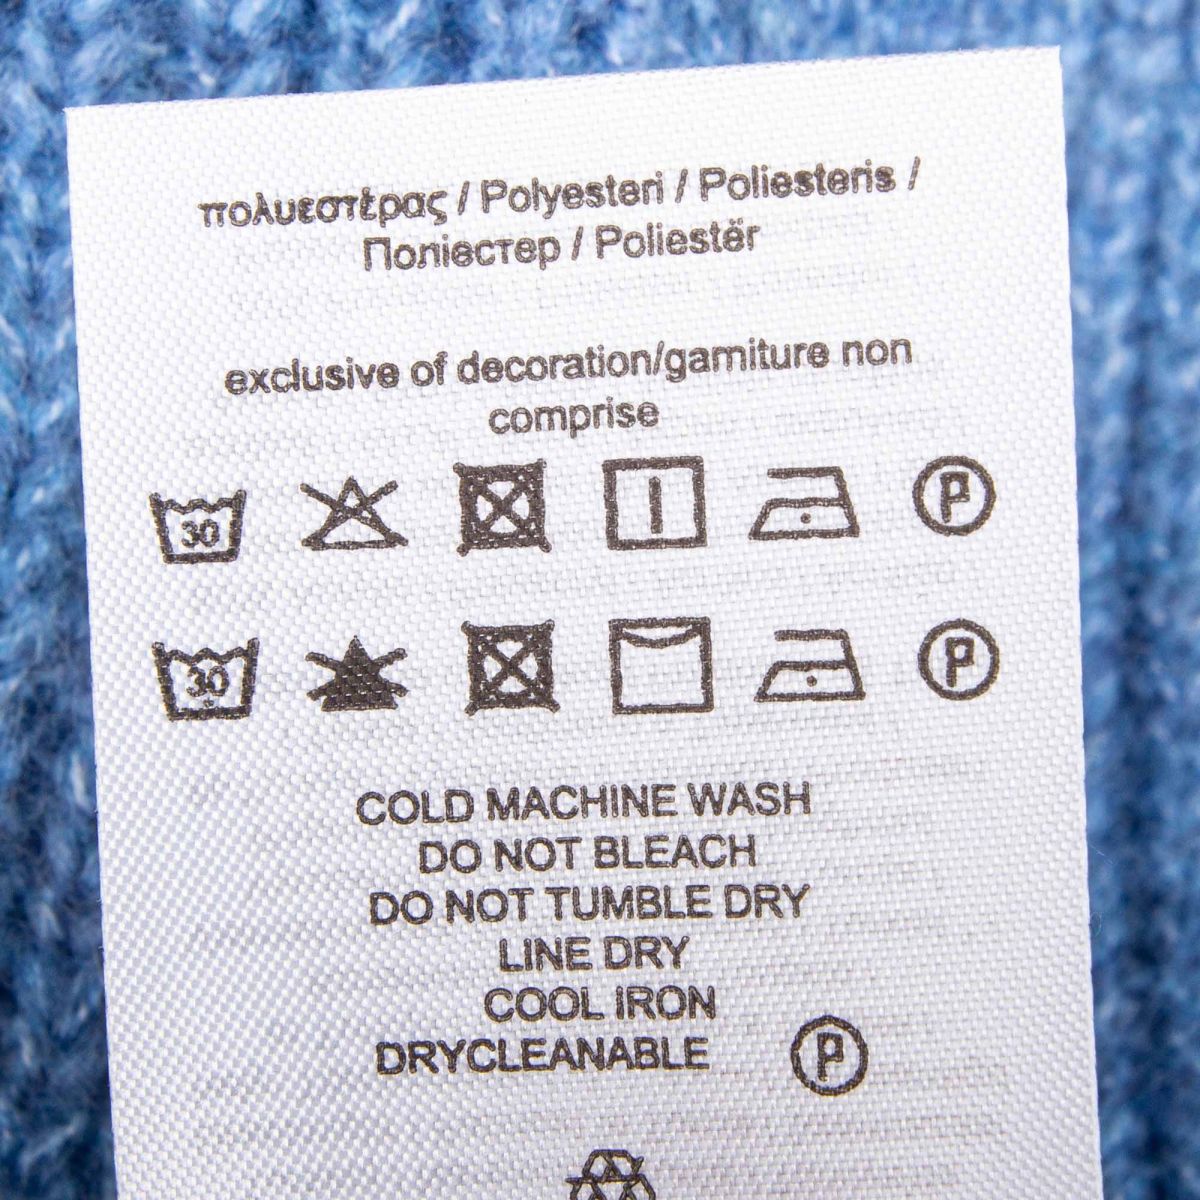 πολυεστέρας / Polyesteri / Poliesteris /
Поліестер / Poliestër
exclusive of decoration/garniture non
comprise
30
P
30
P
COLD MACHINE WASH
DO NOT BLEACH
DO NOT TUMBLE DRY
LINE DRY
COOL IRON
DRYCLEANABLE P